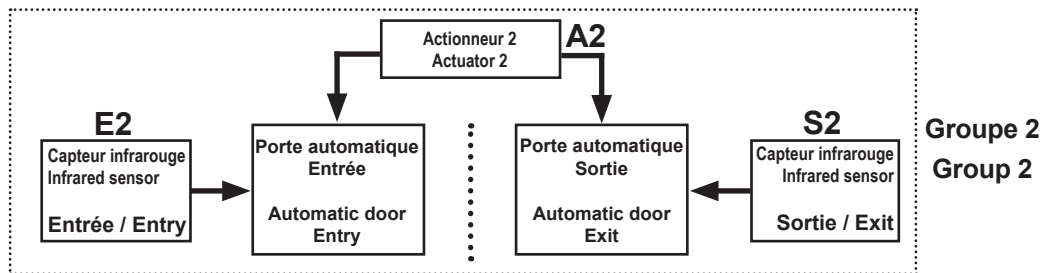 Actionneur 2
Actuator 2
A2
E2
Capteur infrarouge
Infrared sensor
Entrée / Entry
Porte automatique
Entrée
Automatic door
Entry
Porte automatique
Sortie
Automatic door
Exit
S2
Capteur infrarouge
Infrared sensor
Sortie / Exit
Groupe 2
Group 2